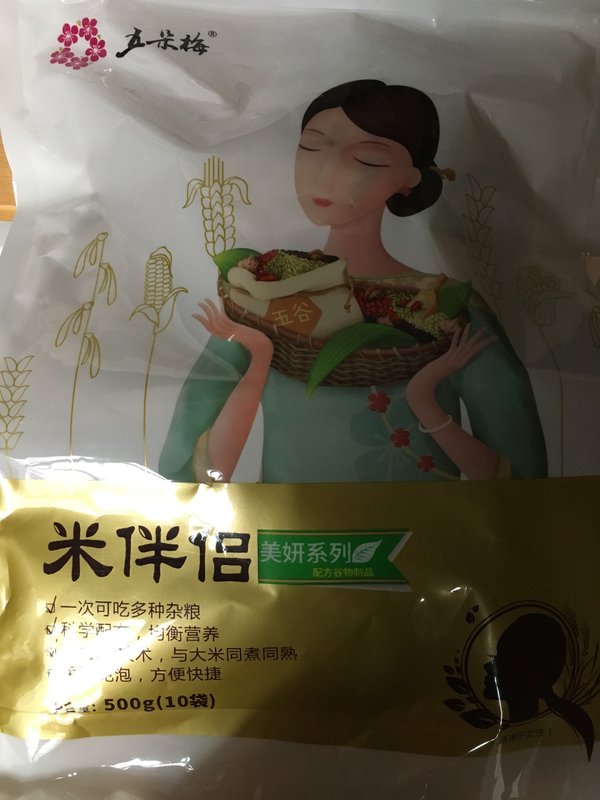 五朵梅®
五谷
米伴侣
美妍系列
配方谷物制品
一次可吃多种杂粮
科学配方，均衡营养
术，与大米同煮同熟
泡，方便快捷
500g(10袋)